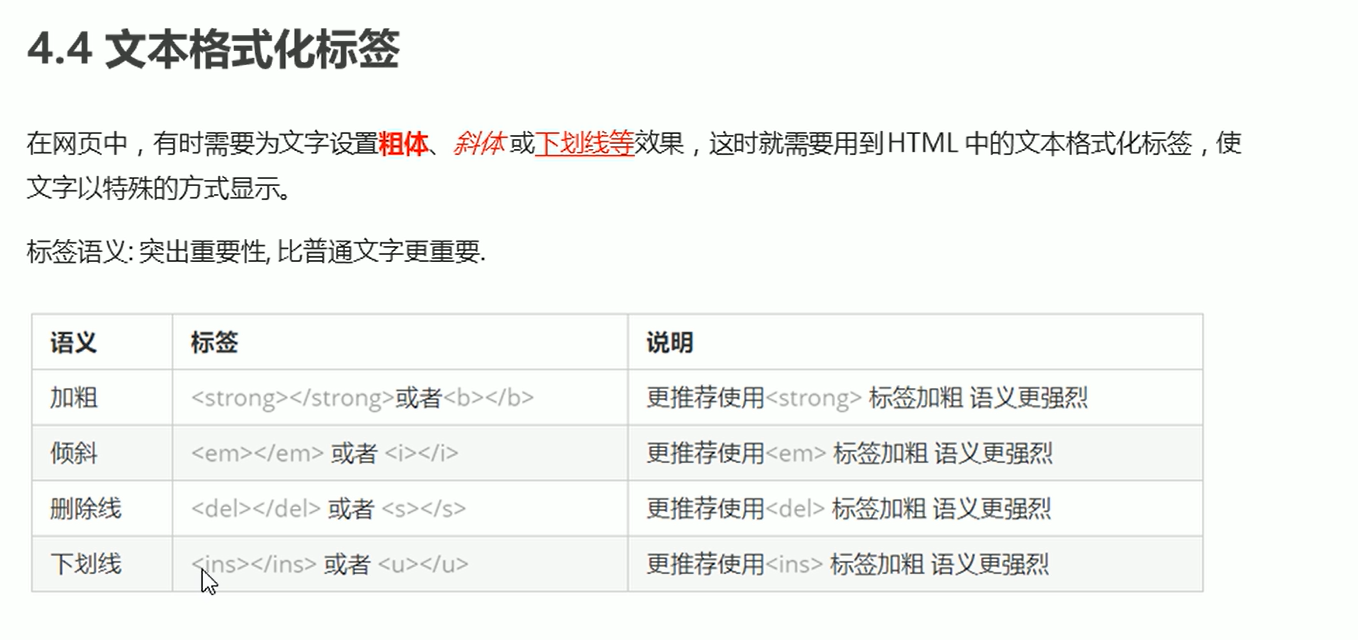 4.4 文本格式化标签
在网页中，有时需要为文字设置粗体、斜体或下划线等效果，这时就需要用到HTML 中的文本格式化标签，使
文字以特殊的方式显示。
标签语义: 突出重要性, 比普通文字更重要.
语义 标签 说明
加粗 <strong></strong>或者<b></b> 更推荐使用<strong> 标签加粗 语义更强烈
倾斜 <em></em> 或者 <i></i> 更推荐使用<em> 标签加粗 语义更强烈
删除线 <del></del> 或者 <s></s> 更推荐使用<del> 标签加粗 语义更强烈
下划线 <ins></ins> 或者 <u></u> 更推荐使用<ins> 标签加粗 语义更强烈